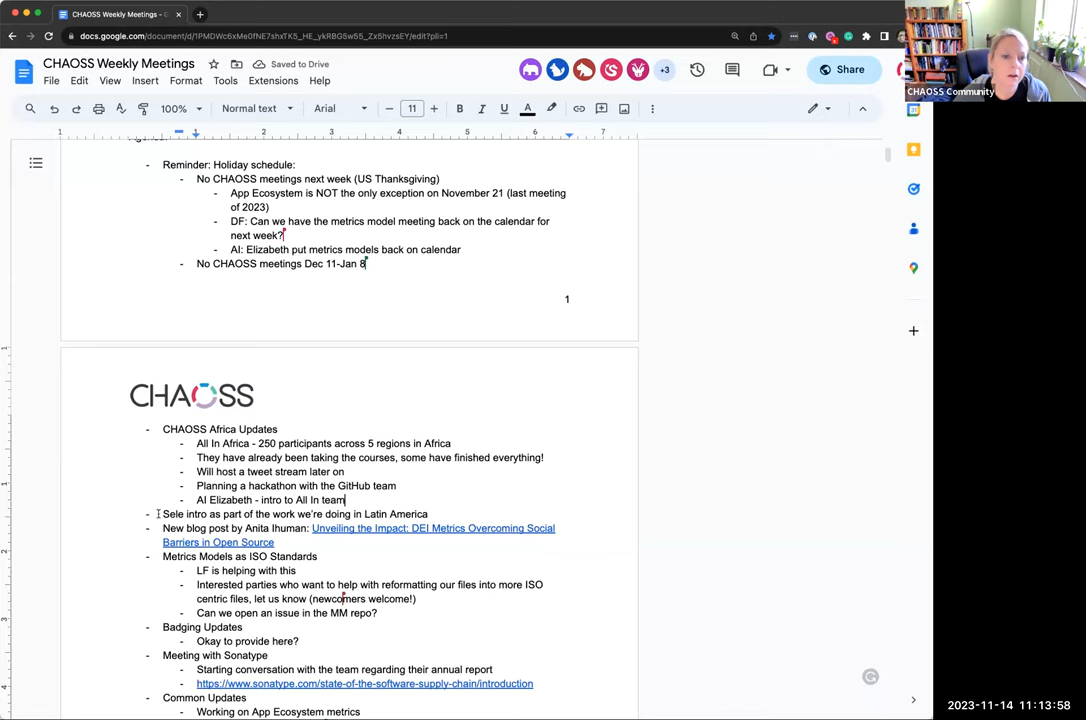 CHAOSS Weekly Meetings - G
docs.google.com/document/d/1PMDWc6xMe0fNE7shxTK5_HE_ykRBG5w55_Zx5hvzsEY/edit?pli=1
CHAOSS Weekly Meetings
Saved to Drive
File Edit View Insert Format Tools Extensions Help
+3
Share
CHAOSS Community
100% Normal text Arial 11
1 1 2 3 4 5 6 7
- Reminder: Holiday schedule:
- No CHAOSS meetings next week (US Thanksgiving)
- App Ecosystem is NOT the only exception on November 21 (last meeting
of 2023)
- DF: Can we have the metrics model meeting back on the calendar for
next week?
- AI: Elizabeth put metrics models back on calendar
- No CHAOSS meetings Dec 11-Jan 8
1
CHAOSS
- CHAOSS Africa Updates
- All In Africa - 250 participants across 5 regions in Africa
- They have already been taking the courses, some have finished everything!
- Will host a tweet stream later on
- Planning a hackathon with the GitHub team
- AI Elizabeth - intro to All In team
- Sele intro as part of the work we're doing in Latin America
- New blog post by Anita Ihuman: Unveiling the Impact: DEI Metrics Overcoming Social
Barriers in Open Source
- Metrics Models as ISO Standards
- LF is helping with this
- Interested parties who want to help with reformatting our files into more ISO
centric files, let us know (newcomers welcome!)
- Can we open an issue in the MM repo?
- Badging Updates
- Okay to provide here?
- Meeting with Sonatype
- Starting conversation with the team regarding their annual report
- https://www.sonatype.com/state-of-the-software-supply-chain/introduction
- Common Updates
- Working on App Ecosystem metrics
2023-11-14 11:13:58